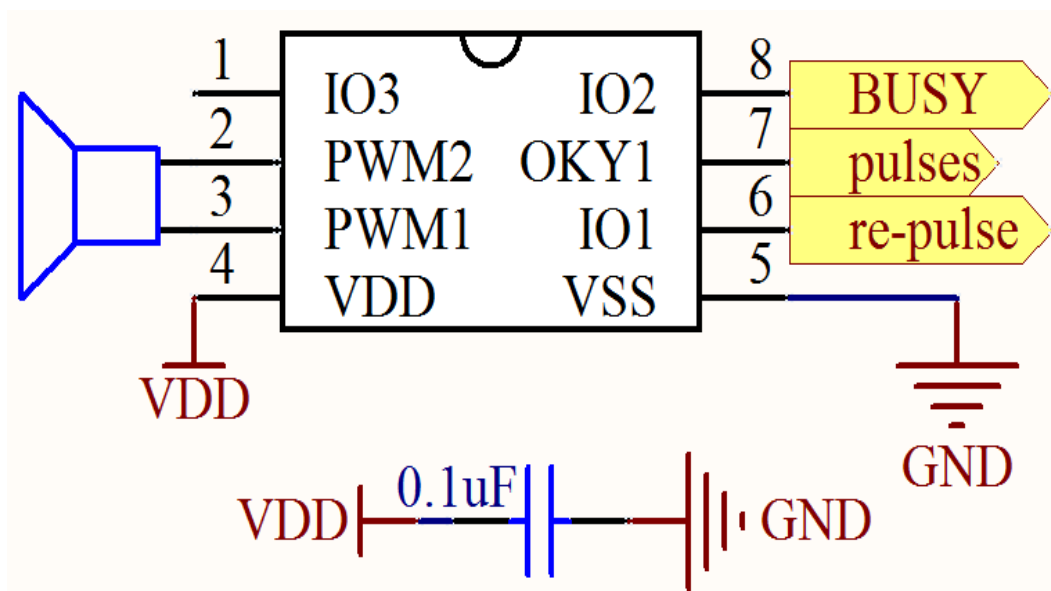 1 IO3 IO2 8 BUSY
2 PWM2 OKY1 7 pulses
3 PWM1 IO1 6 re-pulse
4 VDD VSS 5
VDD
GND
0.1uF
VDD GND